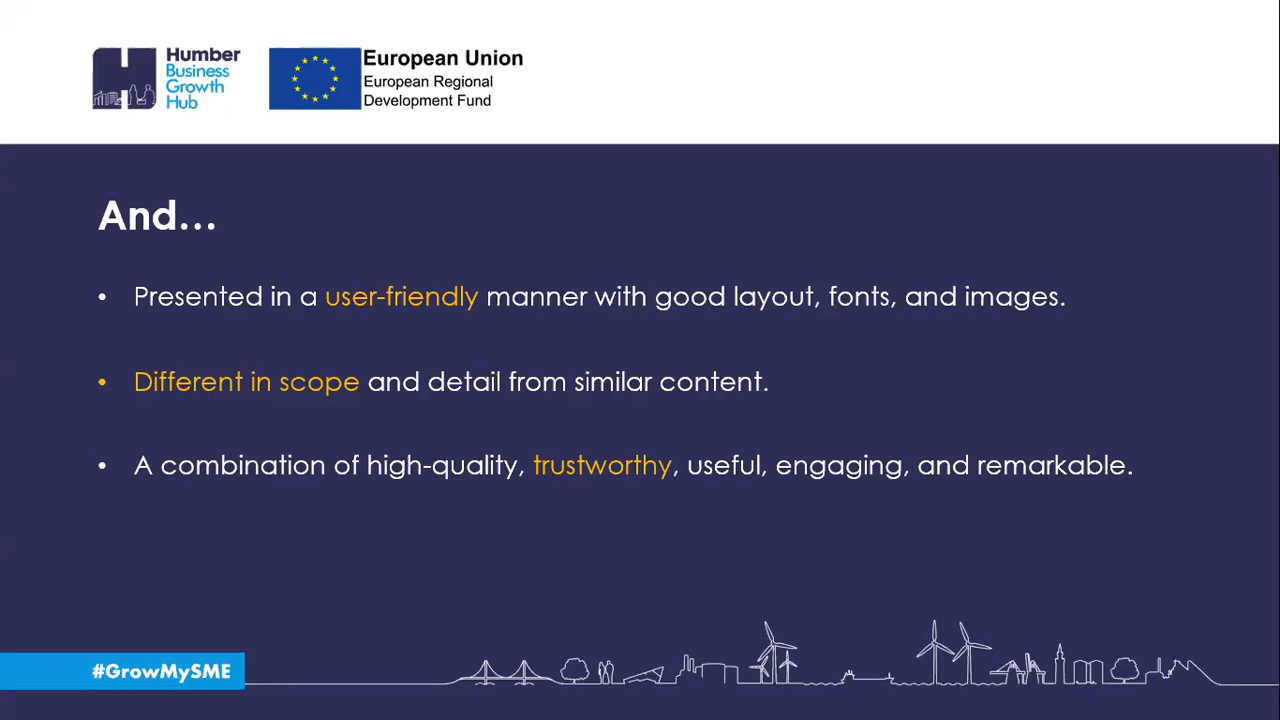 Humber
Business
Growth
Hub
European Union
European Regional
Development Fund
And…
• Presented in a user-friendly manner with good layout, fonts, and images.
• Different in scope and detail from similar content.
• A combination of high-quality, trustworthy, useful, engaging, and remarkable.
#GrowMySME